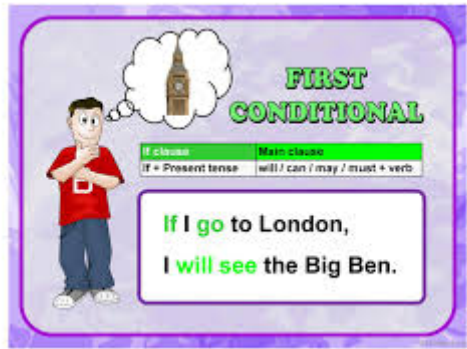 FIRST
CONDITIONAL
If clause Main clause
If + Present tense will / can / may / must + verb
If I go to London,
I will see the Big Ben.